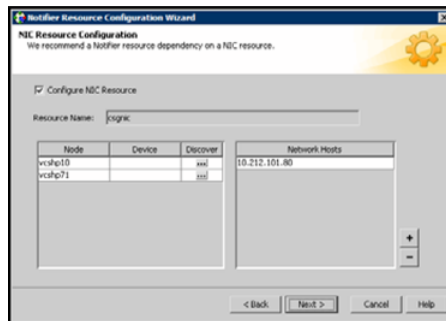 Notifier Resource Configuration Wizard
NIC Resource Configuration
We recommend a Notifier resource dependency on a NIC resource.
Configure NIC Resource
Resource Name: csgnic
Node Device Discover Network Hosts
vcshp10 ... 10.212.101.80
vcshp71 ...
+
−
< Back Next > Cancel Help